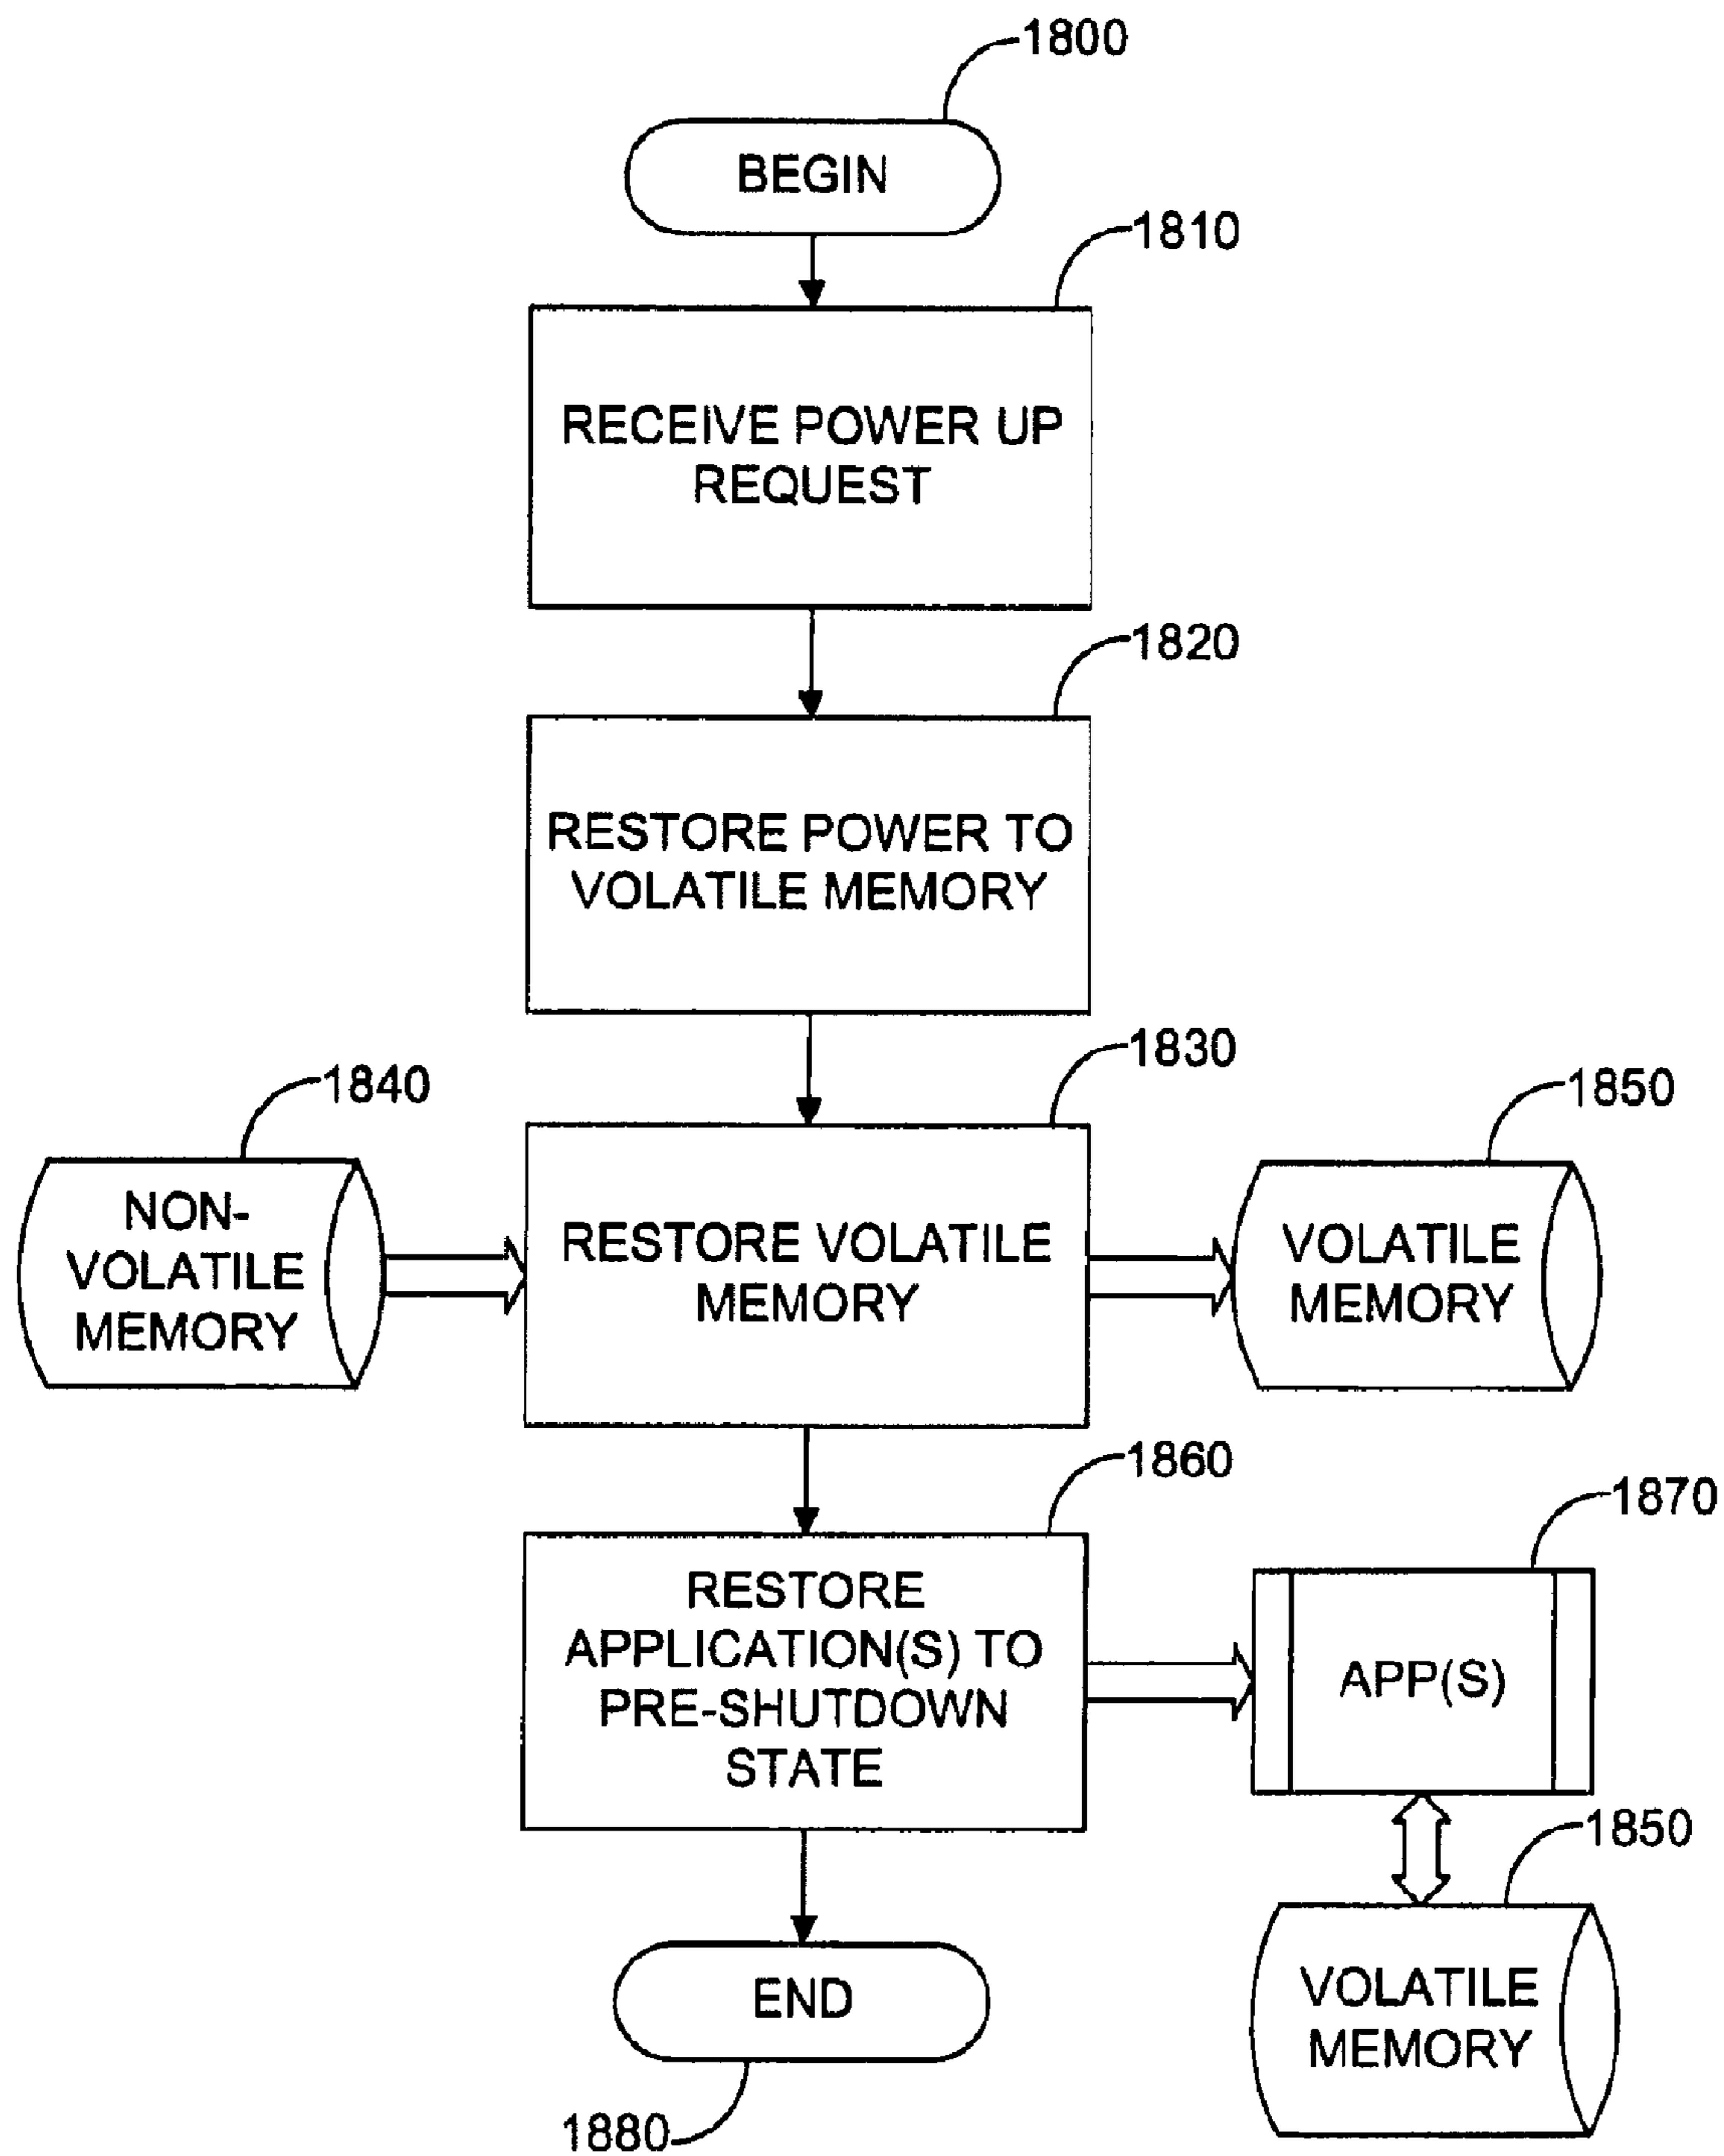 1800
BEGIN
1810
RECEIVE POWER UP
REQUEST
1820
RESTORE POWER TO
VOLATILE MEMORY
1830
1840
1850
NON-
VOLATILE
MEMORY
RESTORE VOLATILE
MEMORY
VOLATILE
MEMORY
1860
1870
RESTORE
APPLICATION(S) TO
PRE-SHUTDOWN
STATE
APP(S)
1850
END
VOLATILE
MEMORY
1880